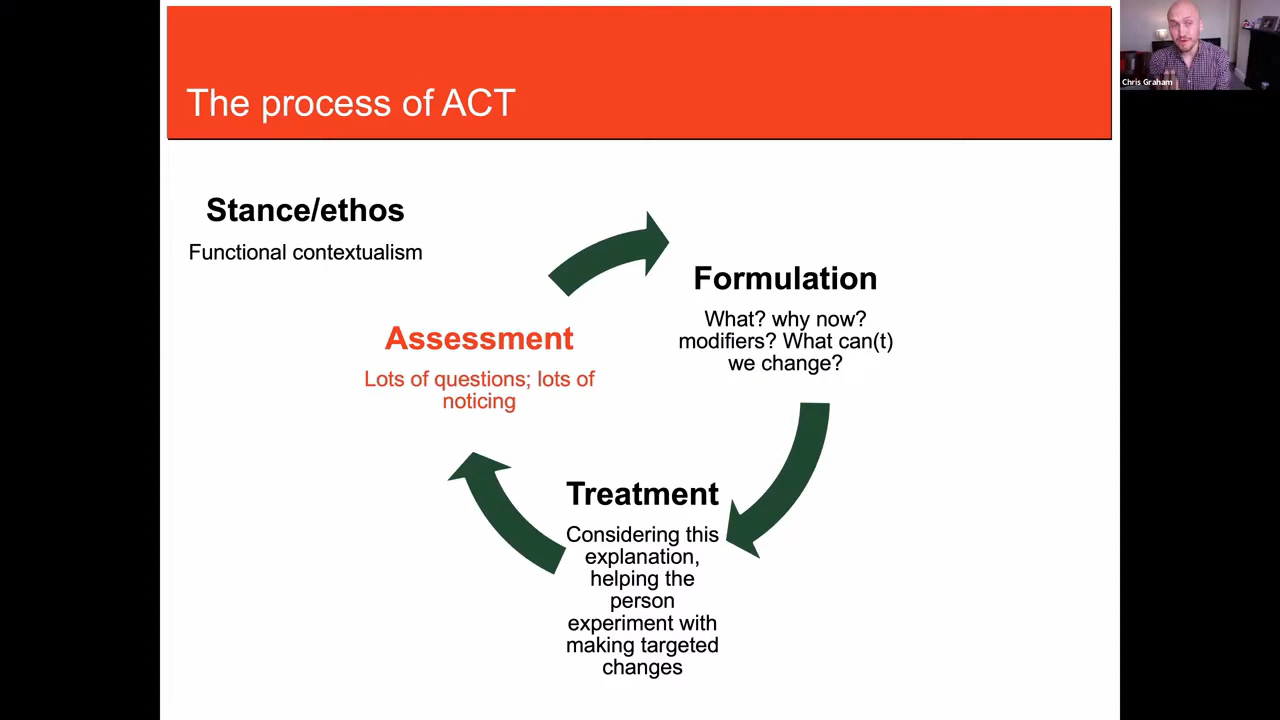 The process of ACT
Chris Graham
Stance/ethos
Functional contextualism
Assessment
Lots of questions; lots of
noticing
Formulation
What? why now?
modifiers? What can(t)
we change?
Treatment
Considering this
explanation,
helping the
person
experiment with
making targeted
changes